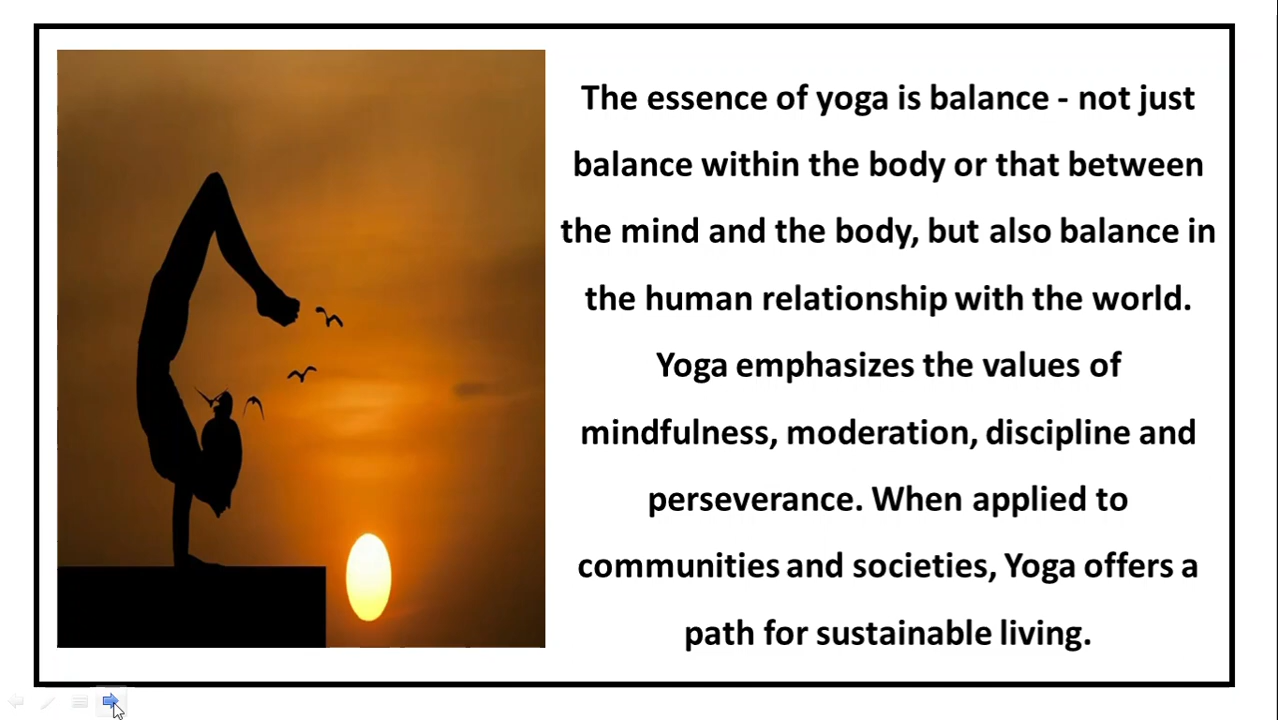 The essence of yoga is balance - not just
balance within the body or that between
the mind and the body, but also balance in
the human relationship with the world.
Yoga emphasizes the values of
mindfulness, moderation, discipline and
perseverance. When applied to
communities and societies, Yoga offers a
path for sustainable living.